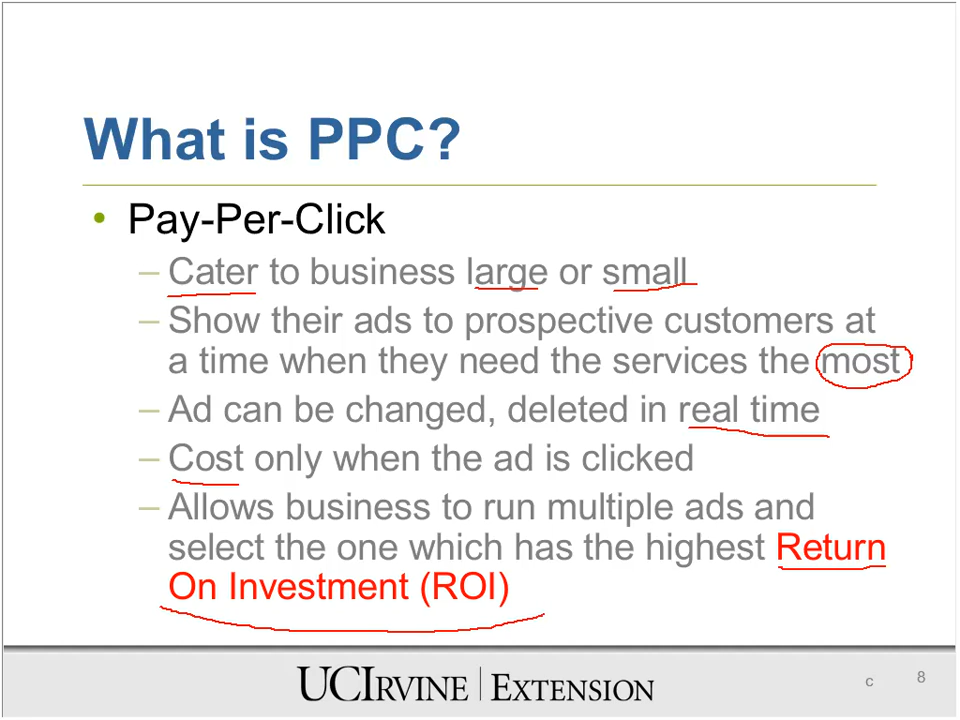 What is PPC?
• Pay-Per-Click
– Cater to business large or small
– Show their ads to prospective customers at
a time when they need the services the most
– Ad can be changed, deleted in real time
– Cost only when the ad is clicked
– Allows business to run multiple ads and
select the one which has the highest Return
On Investment (ROI)
UCIRVINE | EXTENSION
c 8